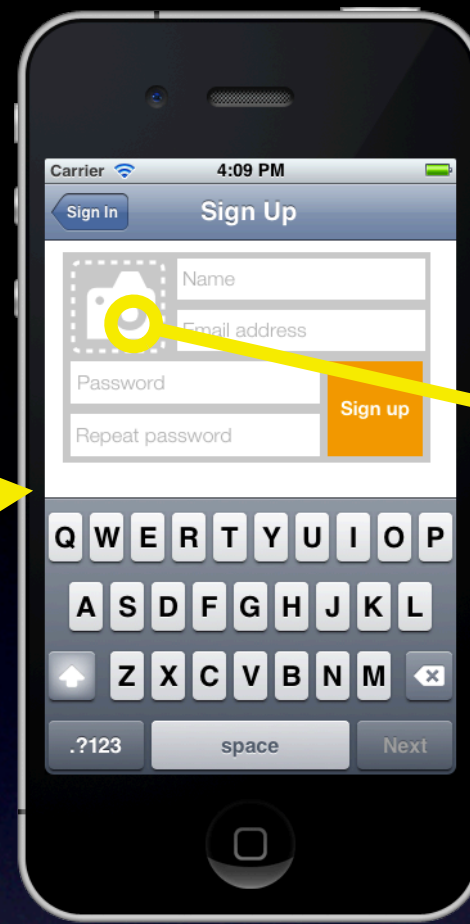 Carrier 4:09 PM
Sign In Sign Up
Name
Email address
Password
Sign up
Repeat password
Q W E R T Y U I O P
A S D F G H J K L
Z X C V B N M
.?123 space Next